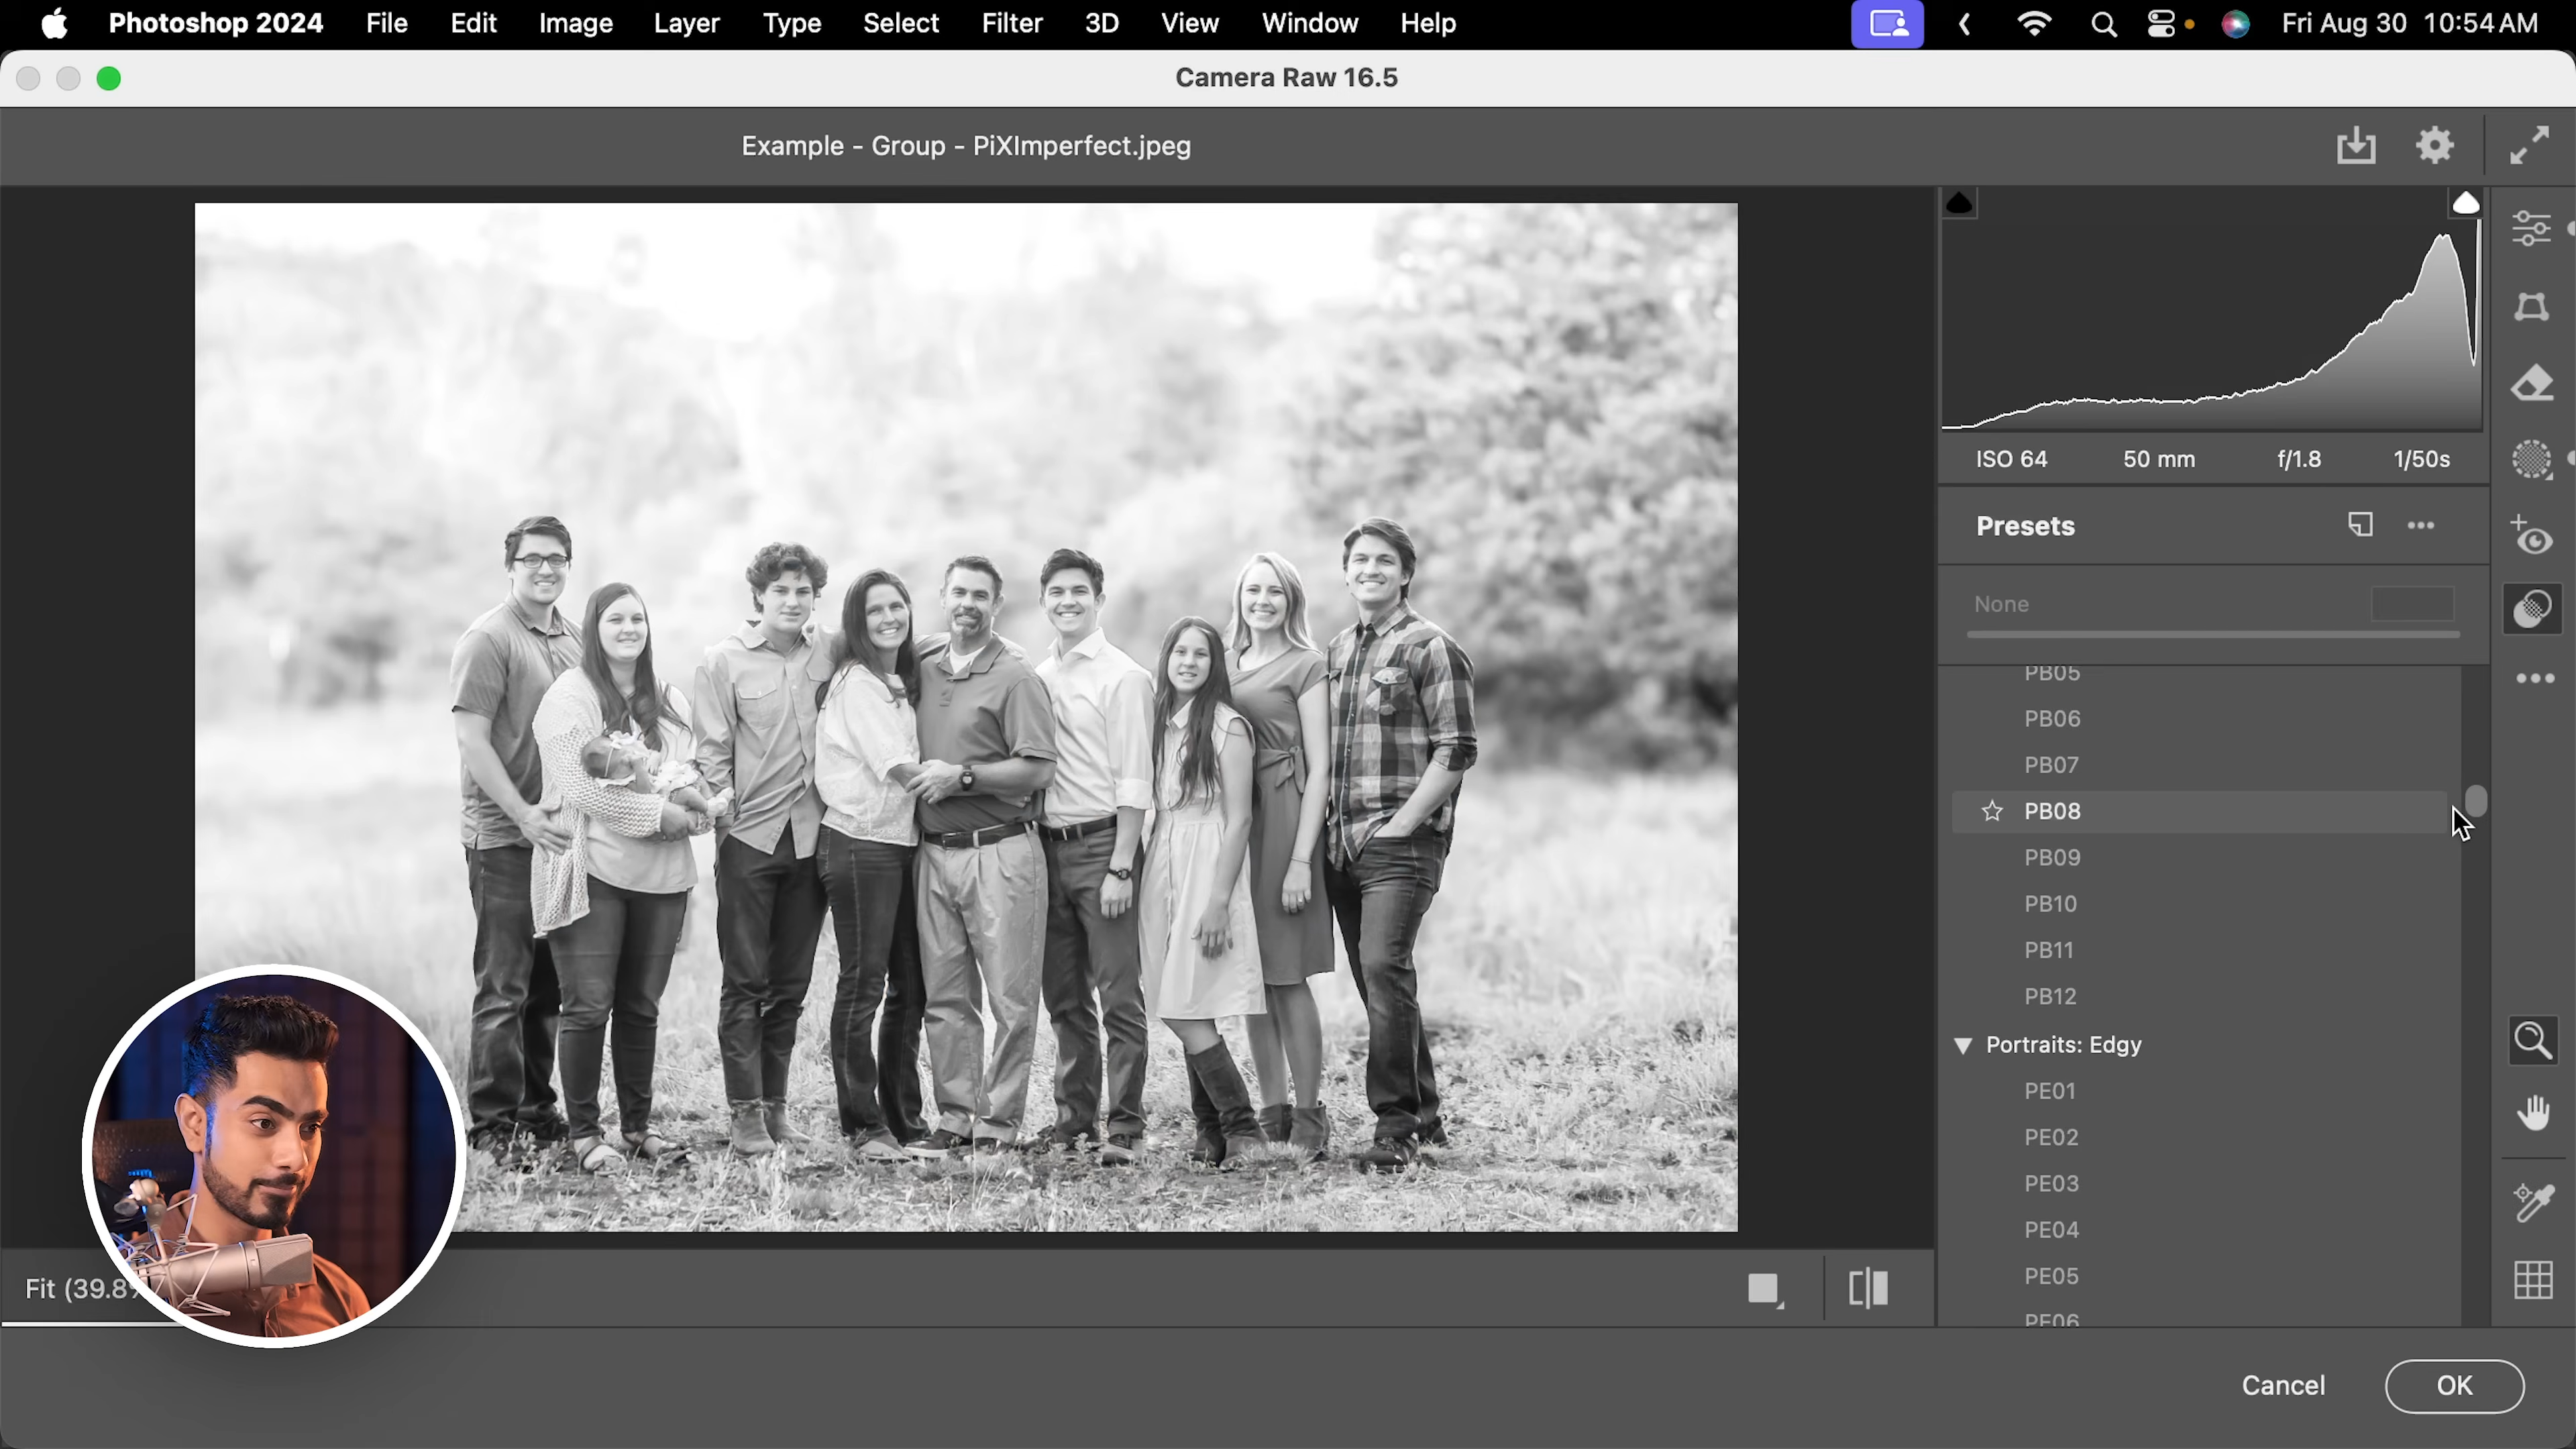 Photoshop 2024 File Edit Image Layer Type Select Filter 3D View Window Help Fri Aug 30 10:54 AM
Camera Raw 16.5
Example - Group - PiXImperfect.jpeg
ISO 64 50 mm f/1.8 1/50s
Presets
None
PB05
PB06
PB07
PB08
PB09
PB10
PB11
PB12
Portraits: Edgy
PE01
PE02
PE03
PE04
PE05
PE06
Fit (39.8%
Cancel OK